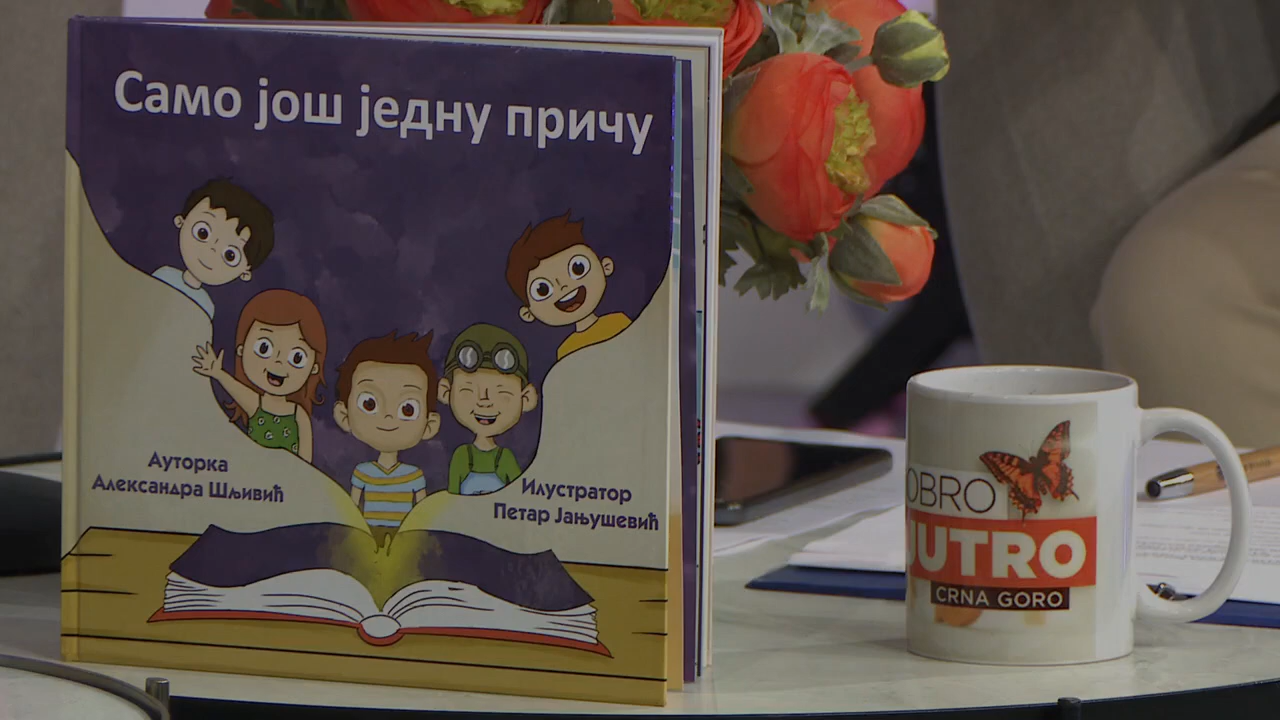 Само још једну причу
Ауторка
Александра Шљивић
Илустратор
Петар Јањушевић
OBRO
JUTRO
CRNA GORO